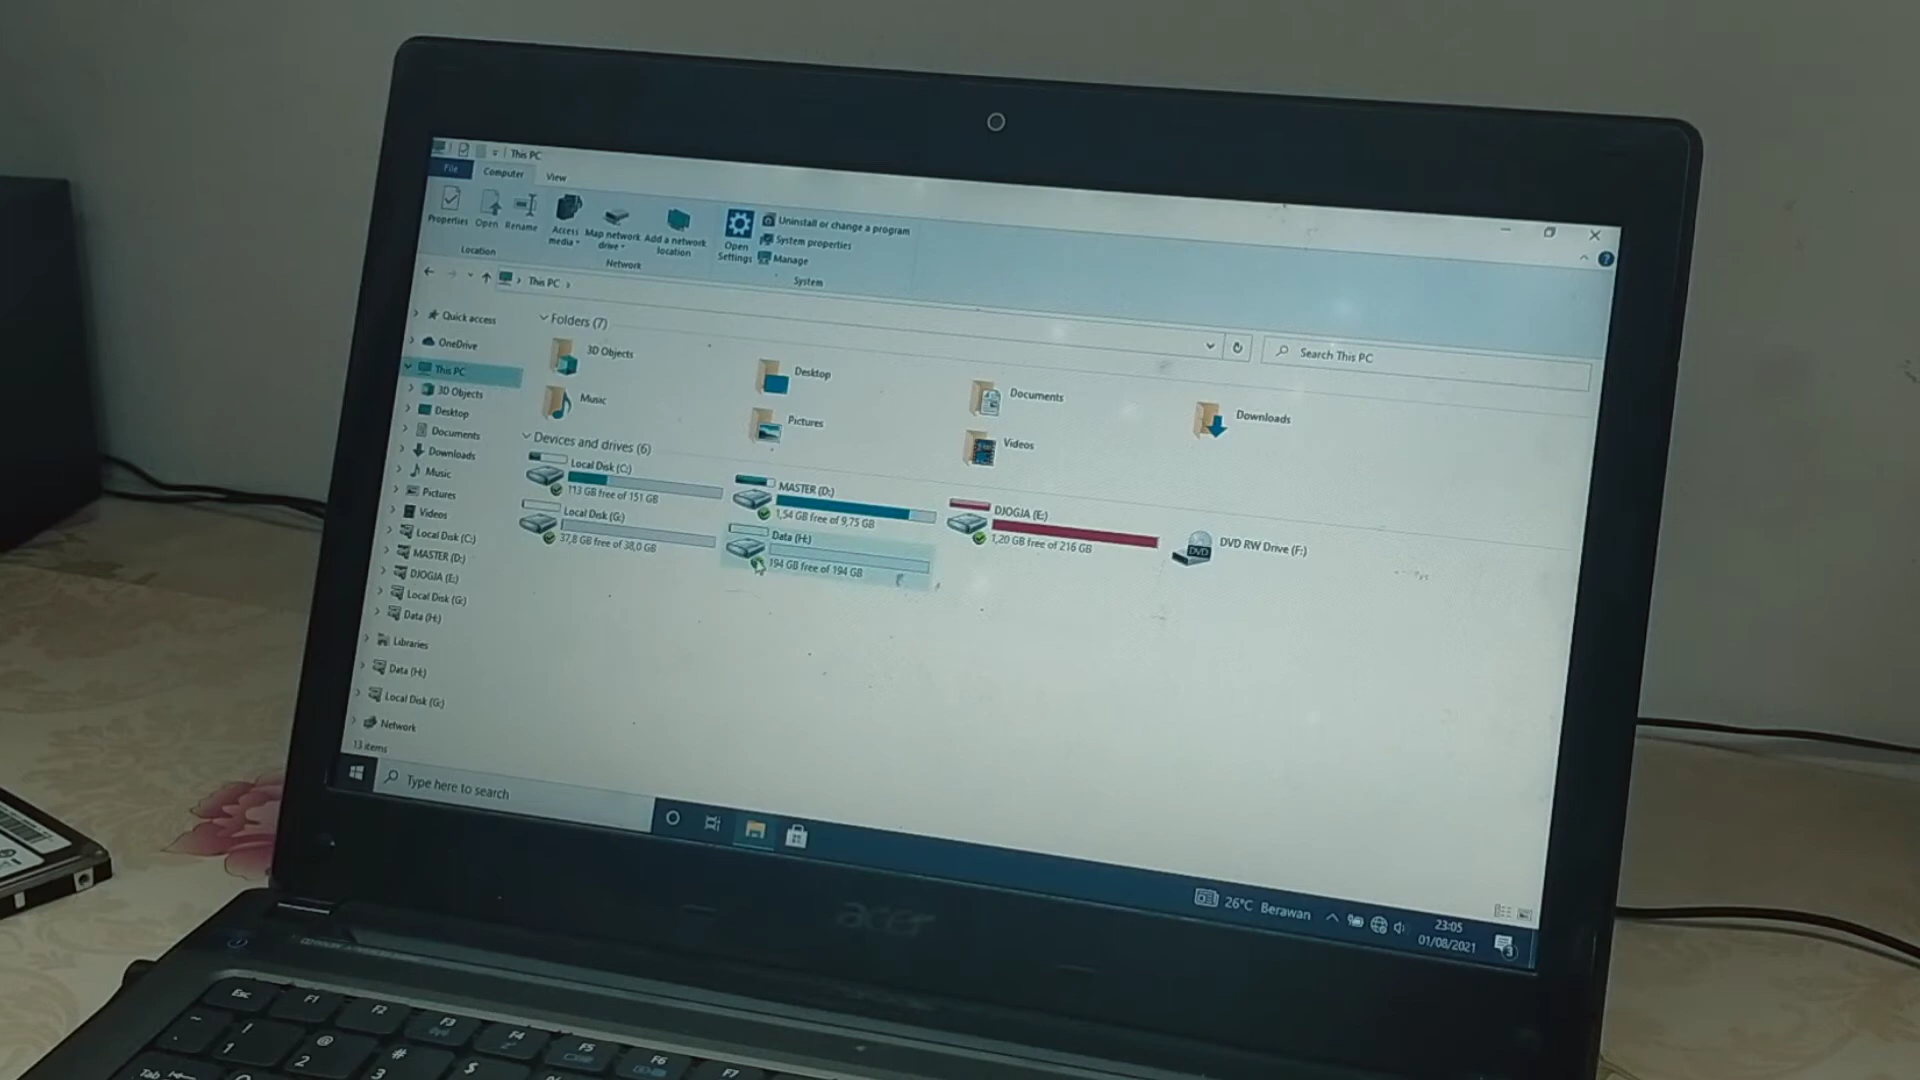 This PC
File Computer View
Properties Open Rename Access media Map network drive Add a network location Open Settings
Uninstall or change a program
System properties
Manage
Location Network System
This PC
Search This PC
Quick access
OneDrive
This PC
3D Objects
Desktop
Documents
Downloads
Music
Pictures
Videos
Local Disk (C:)
MASTER (D:)
DJOGJA (E:)
Local Disk (G:)
Data (H:)
Libraries
Data (H:)
Local Disk (G:)
Network
13 items
Folders (7)
3D Objects
Desktop
Documents
Downloads
Music
Pictures
Videos
Devices and drives (6)
Local Disk (C:)
113 GB free of 151 GB
MASTER (D:)
1,54 GB free of 9,75 GB
DJOGJA (E:)
1,20 GB free of 216 GB
DVD
DVD RW Drive (F:)
Local Disk (G:)
37,8 GB free of 38,0 GB
Data (H:)
194 GB free of 194 GB
Type here to search
26°C Berawan
23:05
01/08/2021
3
acer
Esc F1 F2 F3 F4 F5 F6 F7
~ ! @ # $
1 2 3
Tab